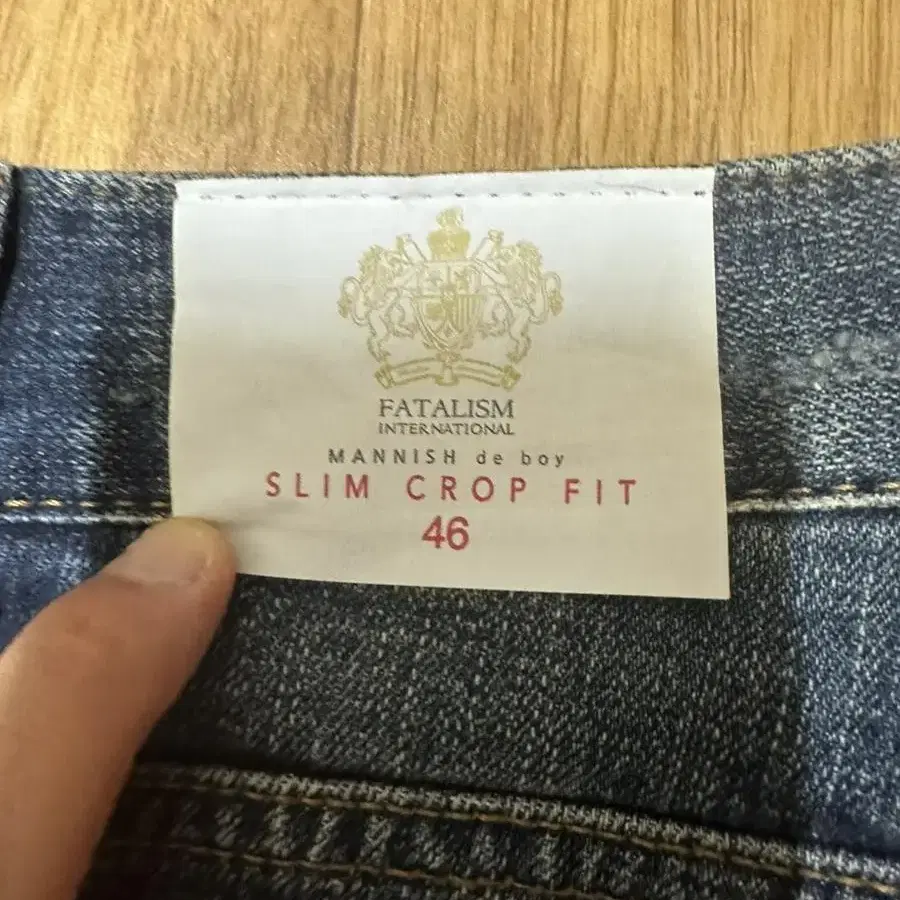 FATALISM
INTERNATIONAL
MANNISH de boy
SLIM CROP FIT
46